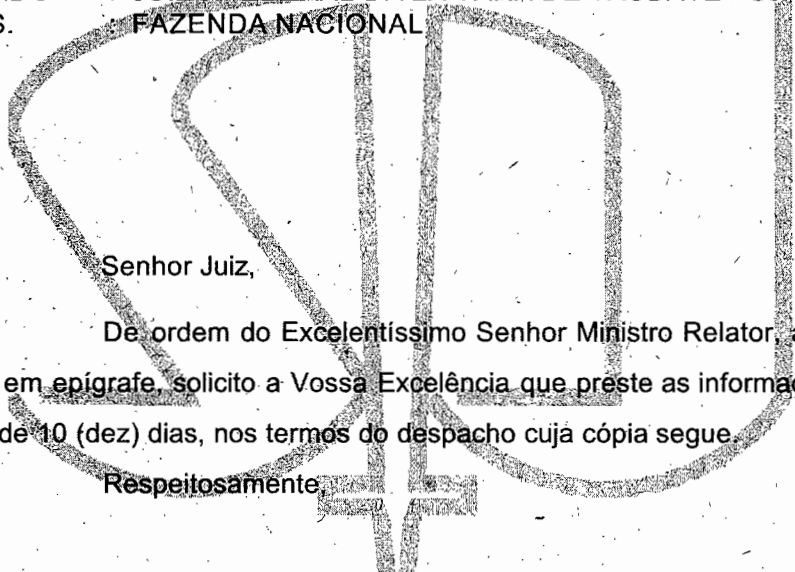 S. : FAZENDA NACIONAL
Senhor Juiz,
De ordem do Excelentíssimo Senhor Ministro Relator, a
em epígrafe, solicito a Vossa Excelência que preste as informaç
de 10 (dez) dias, nos termos do despacho cuja cópia segue.
Respeitosamente,